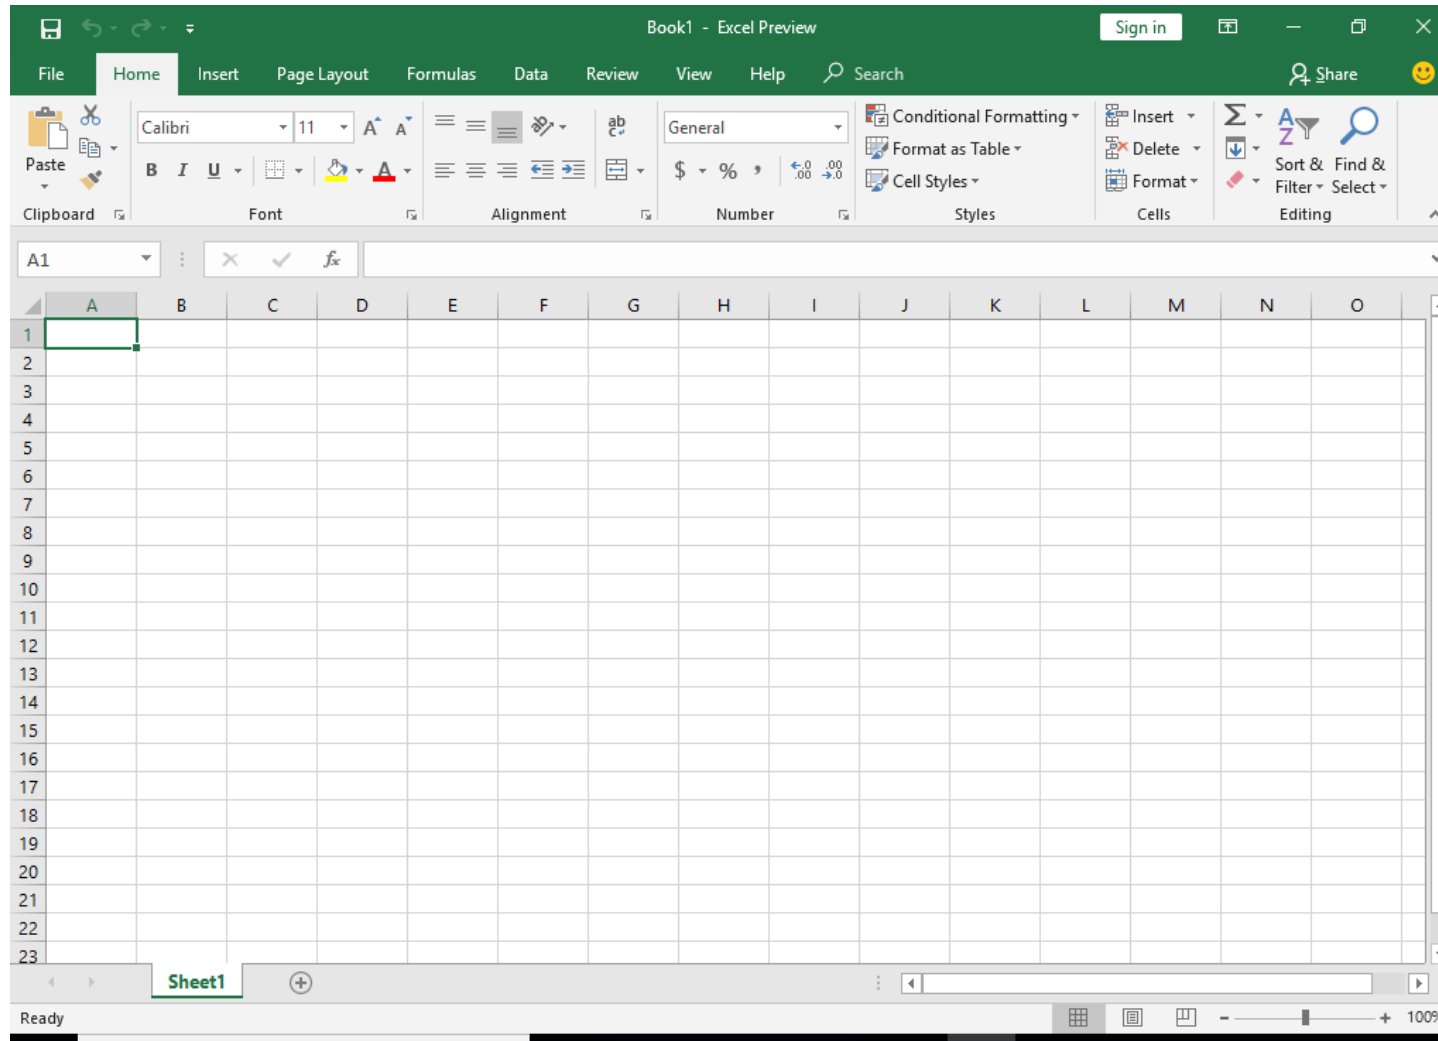 Book1 - Excel Preview
Sign in
File Home Insert Page Layout Formulas Data Review View Help Search Share
Paste
Clipboard
Calibri 11
B I U
Font
ab
Alignment
General
$ % ,
Number
Conditional Formatting
Format as Table
Cell Styles
Styles
Insert
Delete
Format
Cells
Sort & Filter
Find & Select
Editing
A1
fx
A B C D E F G H I J K L M N O
1
2
3
4
5
6
7
8
9
10
11
12
13
14
15
16
17
18
19
20
21
22
23
Sheet1
Ready
100%